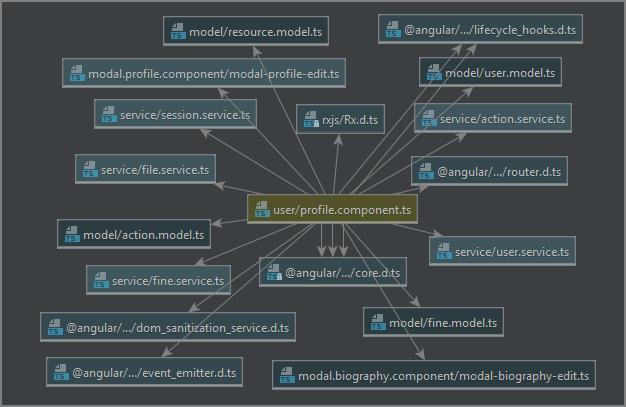 model/resource.model.ts
@angular/.../lifecycle_hooks.d.ts
TS
TS
modal.profile.component/modal-profile-edit.ts
TS
model/user.model.ts
TS
service/session.service.ts
TS
rxjs/Rx.d.ts
TS
service/action.service.ts
TS
service/file.service.ts
TS
@angular/.../router.d.ts
TS
user/profile.component.ts
TS
model/action.model.ts
TS
service/user.service.ts
TS
service/fine.service.ts
TS
@angular/.../core.d.ts
TS
@angular/.../dom_sanitization_service.d.ts
TS
model/fine.model.ts
TS
@angular/.../event_emitter.d.ts
TS
modal.biography.component/modal-biography-edit.ts
TS